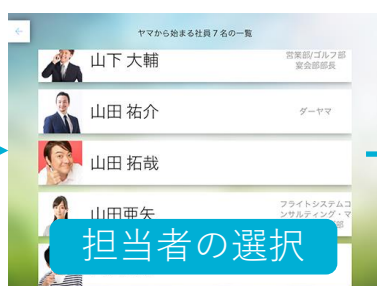 ヤマから始まる社員7名の一覧
山下 大輔
営業部/ゴルフ部
宴会部部長
山田 祐介
ダーヤマ
山田 拓哉
山田亜矢
フライトシステムコ
ンサルティング・マ
部
担当者の選択